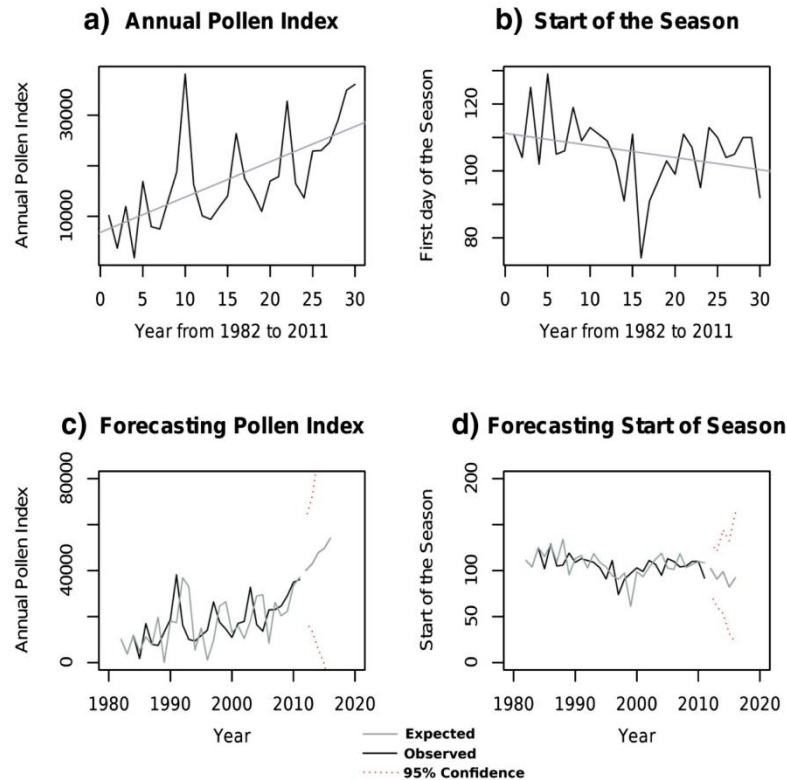 a) Annual Pollen Index
Annual Pollen Index
10000
30000
0 5 10 15 20 25 30
Year from 1982 to 2011
b) Start of the Season
First day of the Season
80
100
120
0 5 10 15 20 25 30
Year from 1982 to 2011
c) Forecasting Pollen Index
Annual Pollen Index
0
40000
80000
1980 1990 2000 2010 2020
Year
d) Forecasting Start of Season
Start of the Season
0
50
100
200
1980 1990 2000 2010 2020
Year
Expected
Observed
95% Confidence